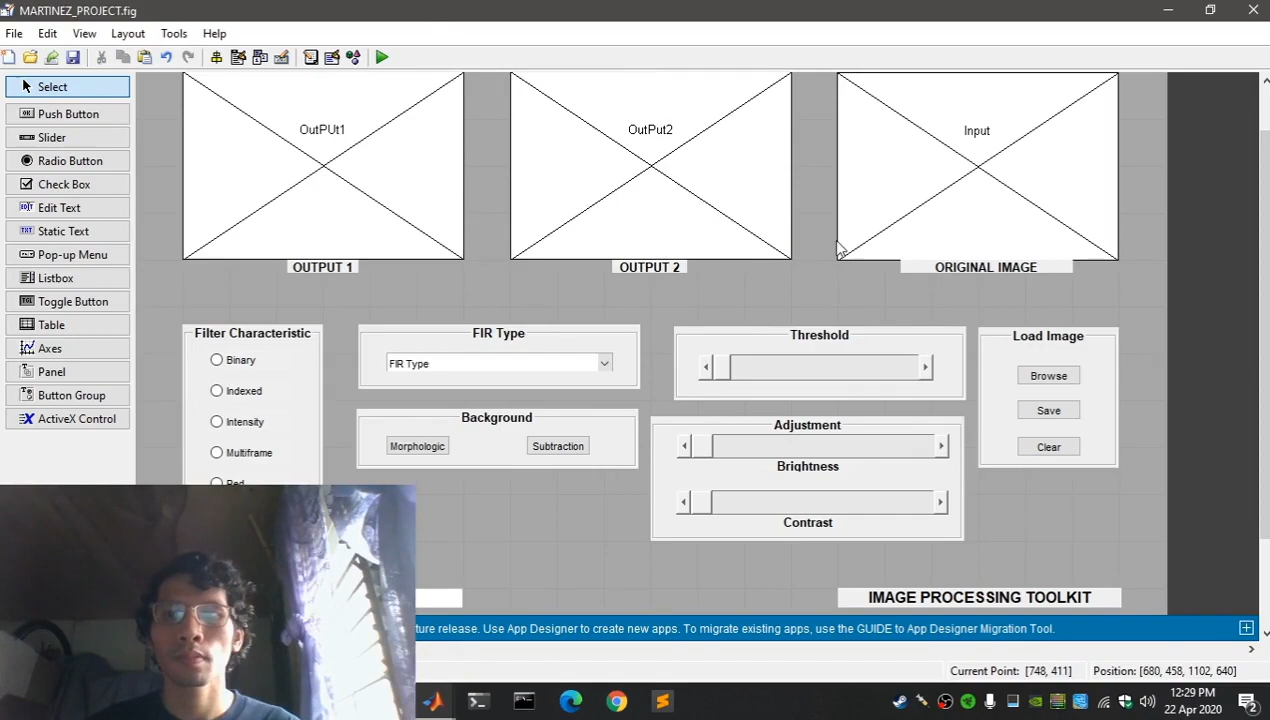 MARTINEZ_PROJECT.fig
File Edit View Layout Tools Help
Select
Push Button
Slider
Radio Button
Check Box
Edit Text
Static Text
Pop-up Menu
Listbox
Toggle Button
Table
Axes
Panel
Button Group
ActiveX Control
OutPUt1
OutPut2
Input
OUTPUT 1
OUTPUT 2
ORIGINAL IMAGE
Filter Characteristic
Binary
Indexed
Intensity
Multiframe
Red
FIR Type
FIR Type
Background
Morphologic
Subtraction
Threshold
Adjustment
Brightness
Contrast
Load Image
Browse
Save
Clear
IMAGE PROCESSING TOOLKIT
ture release. Use App Designer to create new apps. To migrate existing apps, use the GUIDE to App Designer Migration Tool.
Current Point: [748, 411] Position: [680, 458, 1102, 640]
12:29 PM
22 Apr 2020
2